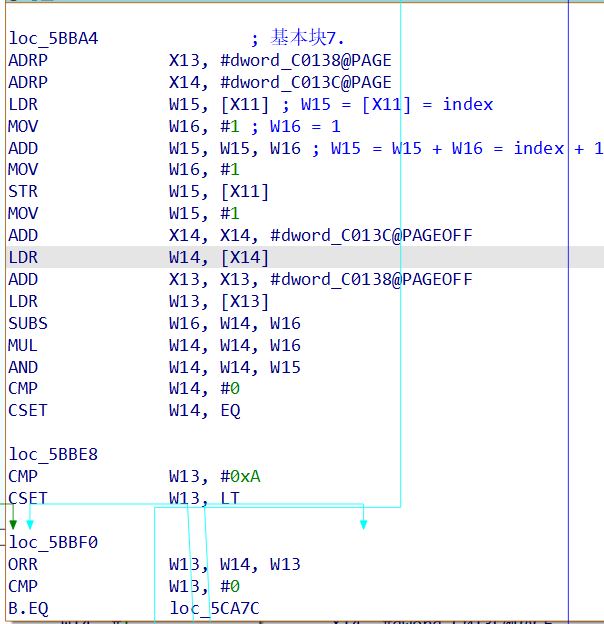 loc_5BBA4 ; 基本块7.
ADRP X13, #dword_C0138@PAGE
ADRP X14, #dword_C013C@PAGE
LDR W15, [X11] ; W15 = [X11] = index
MOV W16, #1 ; W16 = 1
ADD W15, W15, W16 ; W15 = W15 + W16 = index + 1
MOV W16, #1
STR W15, [X11]
MOV W15, #1
ADD X14, X14, #dword_C013C@PAGEOFF
LDR W14, [X14]
ADD X13, X13, #dword_C0138@PAGEOFF
LDR W13, [X13]
SUBS W16, W14, W16
MUL W14, W14, W16
AND W14, W14, W15
CMP W14, #0
CSET W14, EQ
loc_5BBE8
CMP W13, #0xA
CSET W13, LT
loc_5BBF0
ORR W13, W14, W13
CMP W13, #0
B.EQ loc_5CA7C